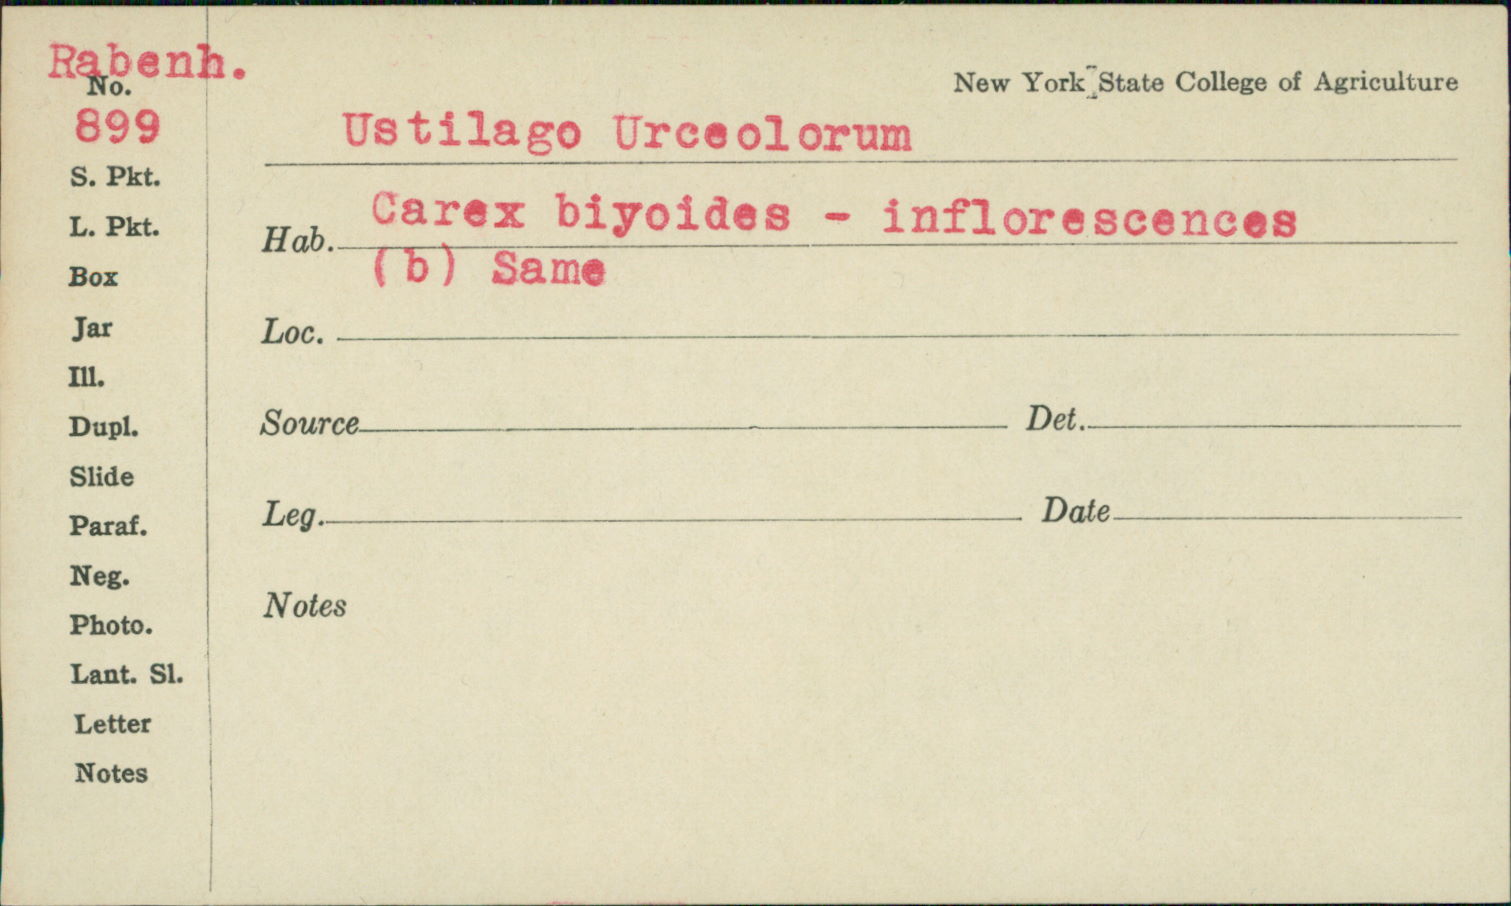 Rabenh.
No.
899
New York State College of Agriculture
Ustilago Urceolorum
Hab. Carex biyoides - inflorescences
(b) Same
Loc.
Source Det.
Leg. Date
Notes
S. Pkt.
L. Pkt.
Box
Jar
Ill.
Dupl.
Slide
Paraf.
Neg.
Photo.
Lant. Sl.
Letter
Notes